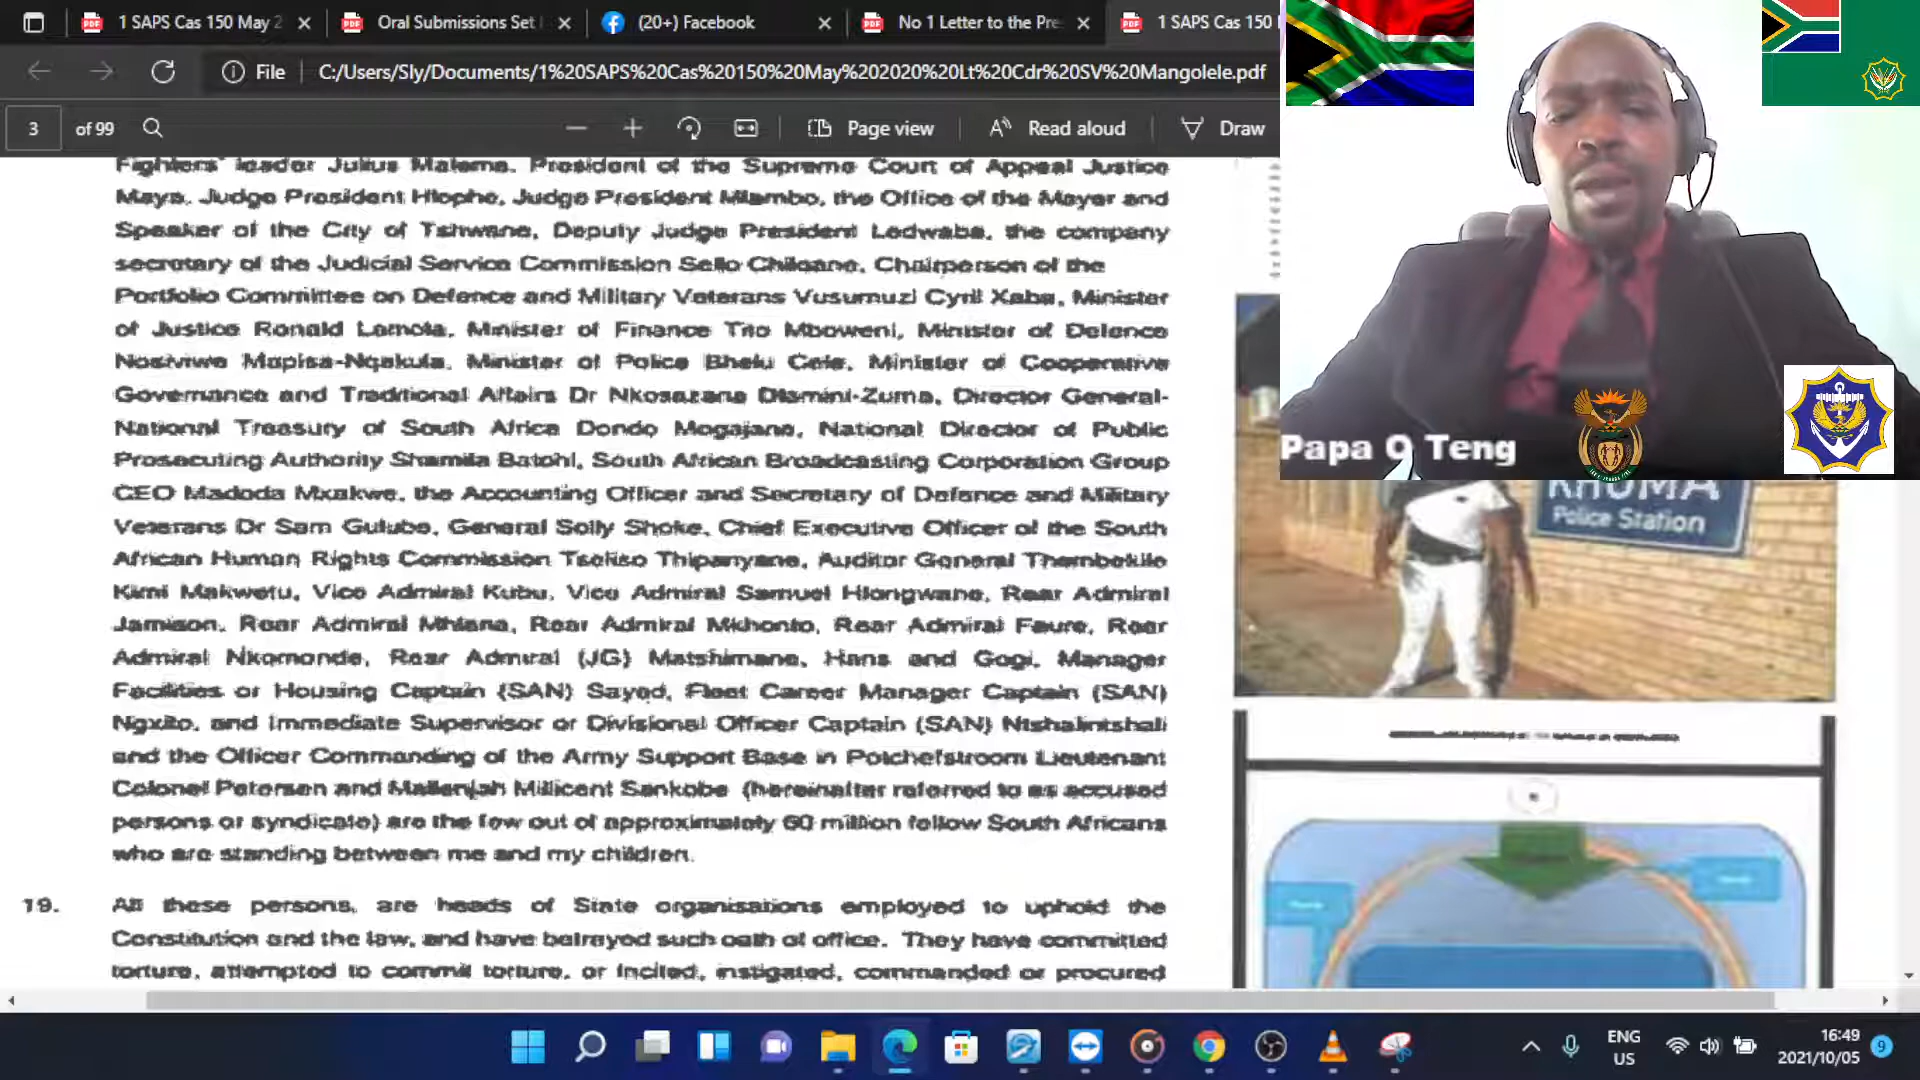 1 SAPS Cas 150 May 2
Oral Submissions Set
(20+) Facebook
No 1 Letter to the Pre
1 SAPS Cas 150
File
C:/Users/Sly/Documents/1%20SAPS%20Cas%20150%20May%202020%20Lt%20Cdr%20SV%20Mangolele.pdf
3
of 99
Page view
Read aloud
Draw
Fighters' leader Julius Malema, President of the Supreme Court of Appeal Justice
Maya, Judge President Hlophe, Judge President Mlambo, the Office of the Mayor and
Speaker of the City of Tshwane, Deputy Judge President Ledwaba, the company
secretary of the Judicial Service Commission Sello Chiloane, Chairperson of the
Portfolio Committee on Defence and Military Veterans Vusumuzi Cyril Xaba, Minister
of Justice Ronald Lamola, Minister of Finance Tito Mboweni, Minister of Defence
Nosiviwe Mapisa-Nqakula, Minister of Police Bhelu Cele, Minister of Cooperative
Governance and Traditional Affairs Dr Nkosazana Dlamini-Zuma, Director General-
National Treasury of South Africa Dondo Mogajane, National Director of Public
Prosecuting Authority Shamila Batohi, South African Broadcasting Corporation Group
CEO Madoda Mxakwe, the Accounting Officer and Secretary of Defence and Military
Veterans Dr Sam Gulube, General Solly Shoke, Chief Executive Officer of the South
African Human Rights Commission Tseliso Thipanyane, Auditor General Thembekile
Kimi Makwetu, Vice Admiral Kubu, Vice Admiral Samuel Hlongwane, Rear Admiral
Jamison, Rear Admiral Mhlana, Rear Admiral Mkhonto, Rear Admiral Faure, Rear
Admiral Nkomonde, Rear Admiral (JG) Matshimane, Hans and Gogi, Manager
Facilities or Housing Captain (SAN) Sayed, Fleet Career Manager Captain (SAN)
Ngxito, and Immediate Supervisor or Divisional Officer Captain (SAN) Ntshalintshali
and the Officer Commanding of the Army Support Base in Potchefstroom Lieutenant
Colonel Petersen and Mallenjah Millicent Sankobe (hereinafter referred to as accused
persons or syndicate) are the few out of approximately 60 million fellow South Africans
who are standing between me and my children.
19. All these persons, are heads of State organisations employed to uphold the
Constitution and the law, and have betrayed such oath of office. They have committed
torture, attempted to commit torture, or incited, instigated, commanded or procured
Papa O Teng
KHUMA
Police Station
ENG
US
16:49
2021/10/05
9